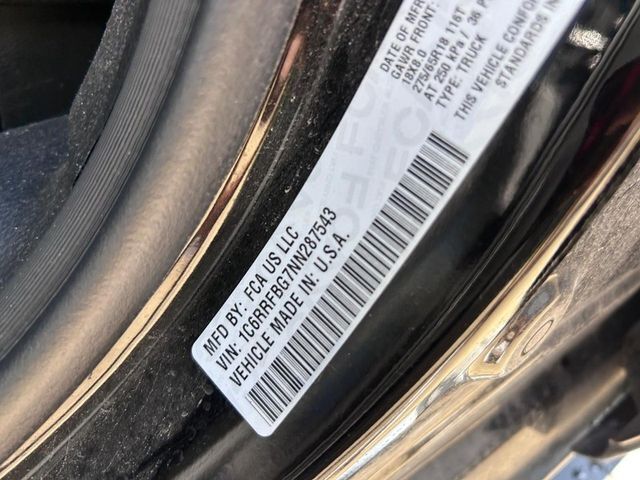 MFD BY: FCA US LLC
VIN: 1C6RRFBG7NN287543
VEHICLE MADE IN: U.S.A.
DATE OF MFR
GAWR FRONT:
18X8.0
275/65R18 116T
AT 250 kPa / 36 P
TYPE: TRUCK
THIS VEHICLE CONFOR
STANDARDS IN